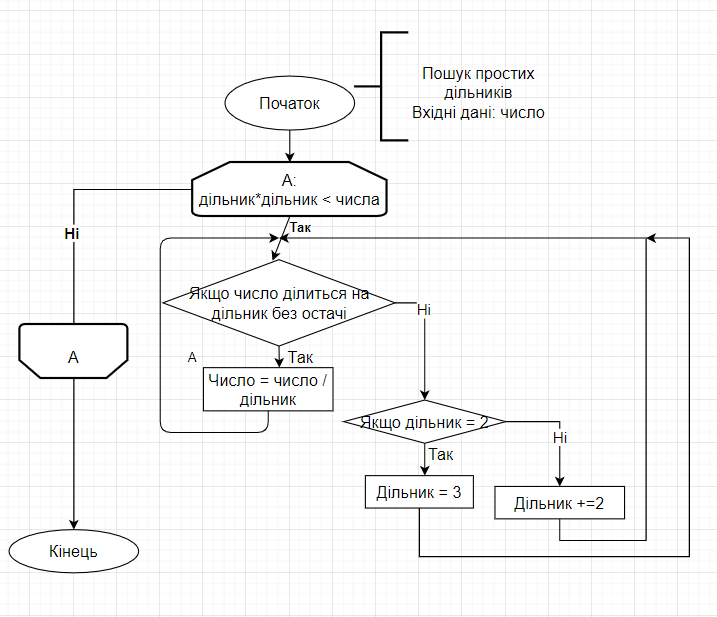 Пошук простих
дільників
Вхідні дані: число
Початок
А:
дільник*дільник < числа
Так
Ні
Якщо число ділиться на
дільник без остачі
Ні
А
А
Так
Число = число /
дільник
Якщо дільник = 2
Ні
Так
Дільник = 3
Дільник +=2
Кінець